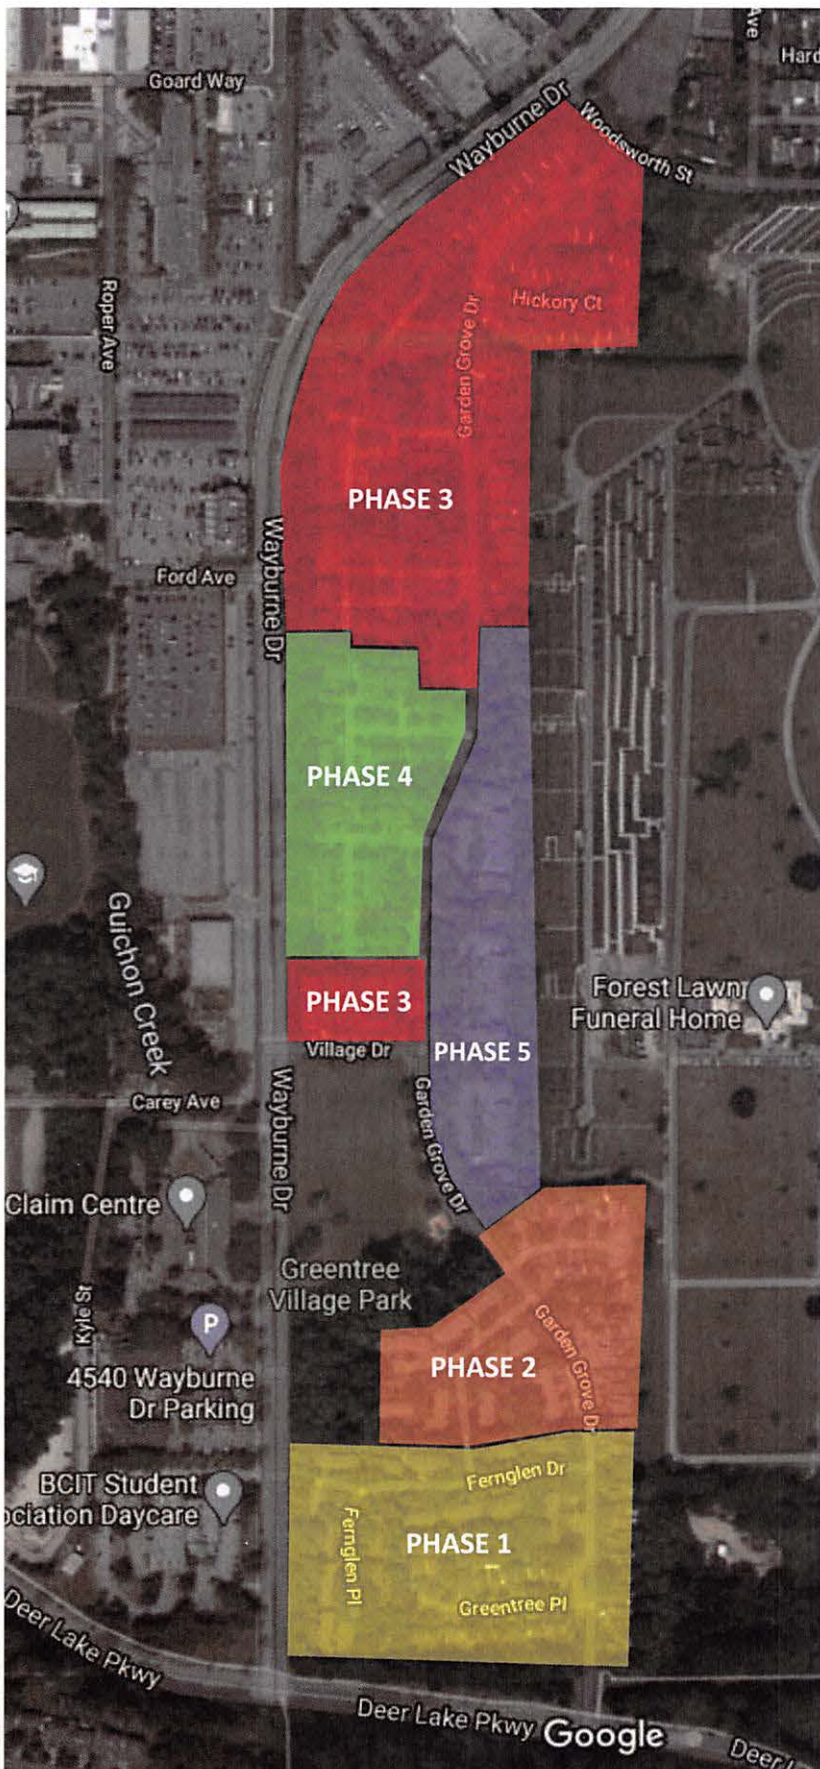 Goard Way
Ave
Hard
Wayburne Dr
Woodsworth St
Roper Ave
Hickory Ct
Garden Grove Dr
PHASE 3
Ford Ave
Wayburne Dr
PHASE 4
Guichon Creek
PHASE 3
Forest Lawn
Funeral Home
Village Dr
PHASE 5
Carey Ave
Wayburne Dr
Garden Grove Dr
Claim Centre
Greentree
Village Park
Kyle St
P
4540 Wayburne
Dr Parking
Garden Grove Dr
PHASE 2
BCIT Student
ociation Daycare
Fernglen Dr
Fernglen Pl
PHASE 1
Greentree Pl
Deer Lake Pkwy
Deer Lake Pkwy
Google
Deer L